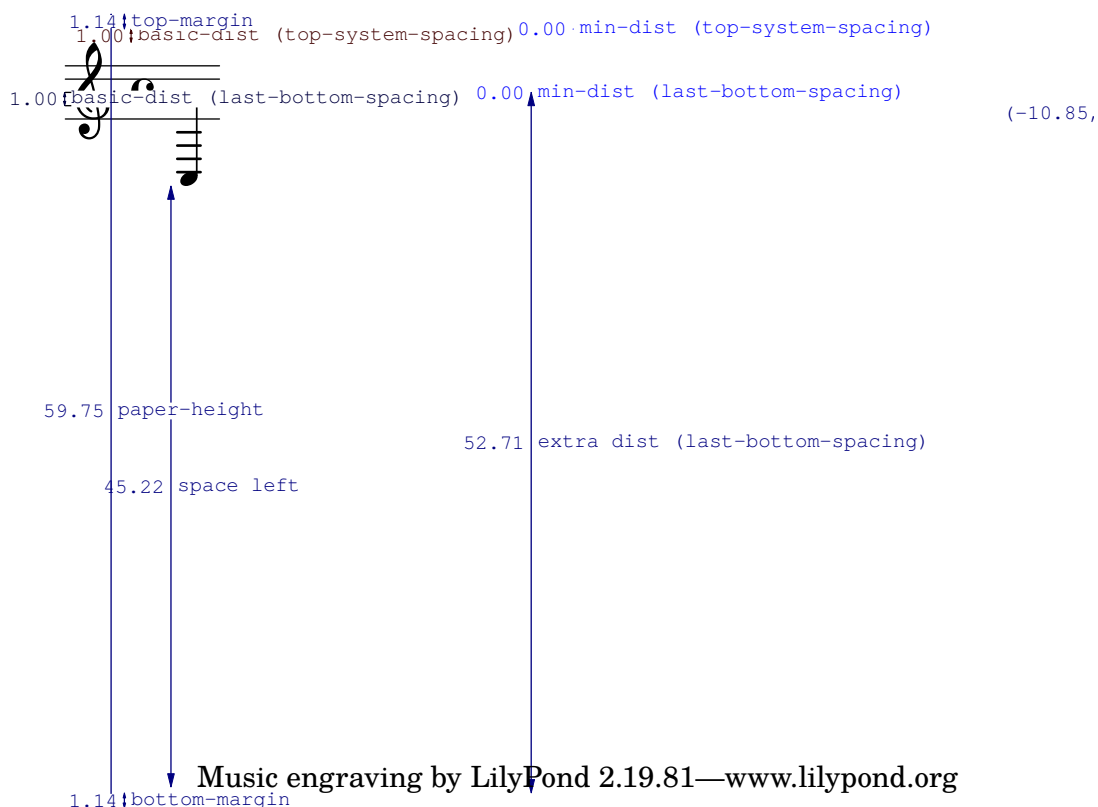 1.14 top-margin
1.00 basic-dist (top-system-spacing) 0.00 min-dist (top-system-spacing)
1.00 basic-dist (last-bottom-spacing) 0.00 min-dist (last-bottom-spacing)
(-10.85,
59.75 paper-height
52.71 extra dist (last-bottom-spacing)
45.22 space left
Music engraving by LilyPond 2.19.81—www.lilypond.org
1.14 bottom-margin